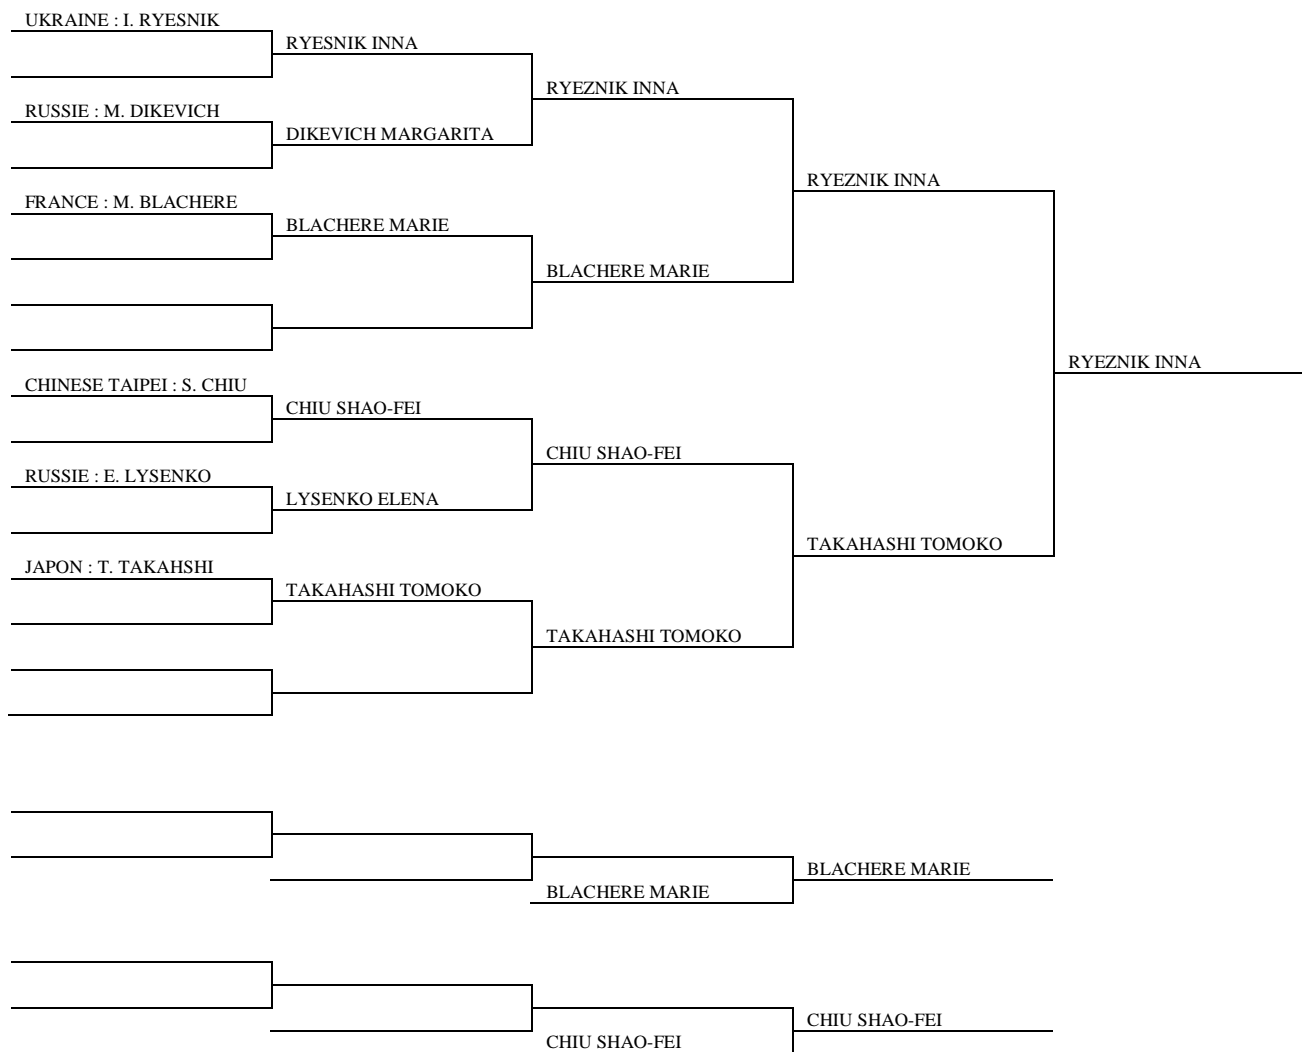 UKRAINE : I. RYESNIK
RYESNIK INNA
RYEZNIK INNA
RUSSIE : M. DIKEVICH
DIKEVICH MARGARITA
RYEZNIK INNA
FRANCE : M. BLACHERE
BLACHERE MARIE
BLACHERE MARIE
RYEZNIK INNA
CHINESE TAIPEI : S. CHIU
CHIU SHAO-FEI
CHIU SHAO-FEI
RUSSIE : E. LYSENKO
LYSENKO ELENA
TAKAHASHI TOMOKO
JAPON : T. TAKAHSHI
TAKAHASHI TOMOKO
TAKAHASHI TOMOKO
BLACHERE MARIE
BLACHERE MARIE
CHIU SHAO-FEI
CHIU SHAO-FEI